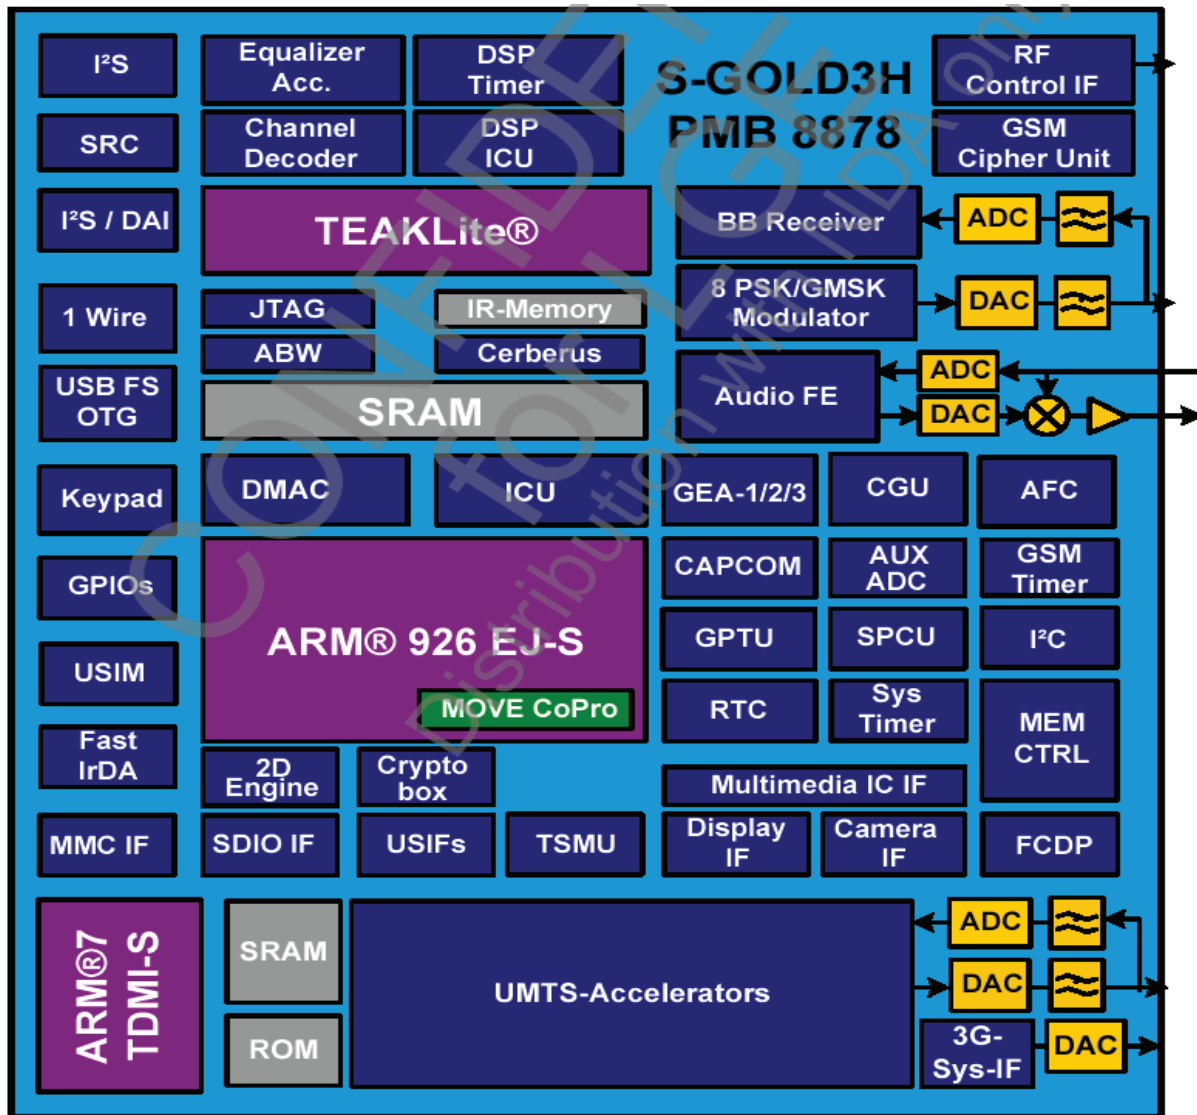 I²S
Equalizer
Acc.
DSP
Timer
S-GOLD3H
PMB 8878
RF
Control IF
SRC
Channel
Decoder
DSP
ICU
GSM
Cipher Unit
I²S / DAI
TEAKLite®
BB Receiver
ADC
1 Wire
JTAG
IR-Memory
8 PSK/GMSK
Modulator
DAC
ABW
Cerberus
USB FS
OTG
SRAM
Audio FE
ADC
DAC
Keypad
DMAC
ICU
GEA-1/2/3
CGU
AFC
GPIOs
ARM® 926 EJ-S
MOVE CoPro
CAPCOM
AUX
ADC
GSM
Timer
USIM
GPTU
SPCU
I²C
RTC
Sys
Timer
MEM
CTRL
Fast
IrDA
2D
Engine
Crypto
box
Multimedia IC IF
MMC IF
SDIO IF
USIFs
TSMU
Display
IF
Camera
IF
FCDP
ARM®7
TDMI-S
SRAM
ROM
UMTS-Accelerators
ADC
DAC
3G-
Sys-IF
DAC
for LGE
only